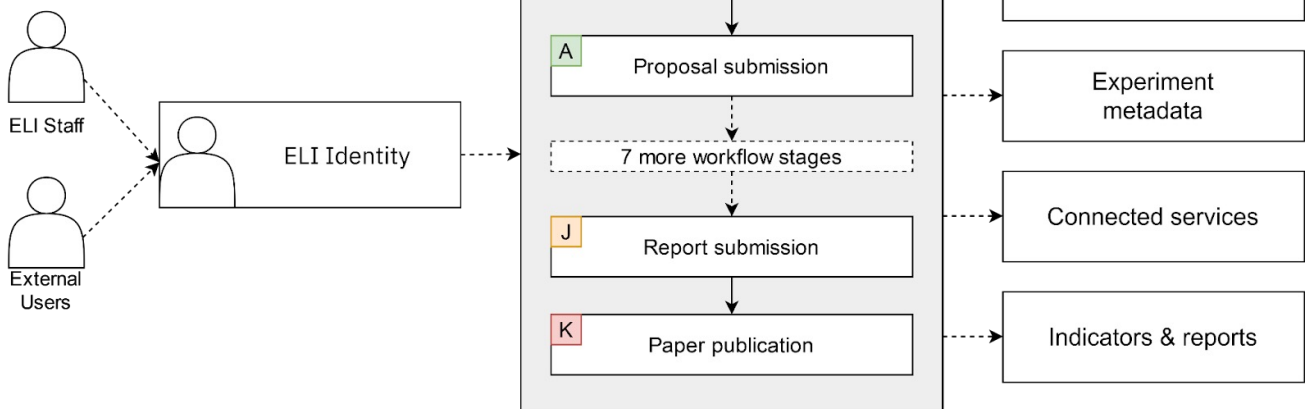 ELI Staff
External
Users
ELI Identity
A
Proposal submission
7 more workflow stages
J
Report submission
K
Paper publication
Experiment
metadata
Connected services
Indicators & reports